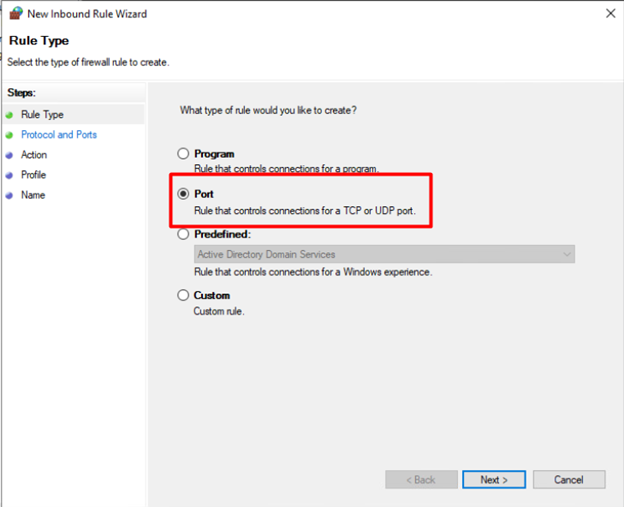 New Inbound Rule Wizard
Rule Type
Select the type of firewall rule to create.
Steps:
Rule Type
Protocol and Ports
Action
Profile
Name
What type of rule would you like to create?
Program
Rule that controls connections for a program.
Port
Rule that controls connections for a TCP or UDP port.
Predefined:
Active Directory Domain Services
Rule that controls connections for a Windows experience.
Custom
Custom rule.
< Back
Next >
Cancel